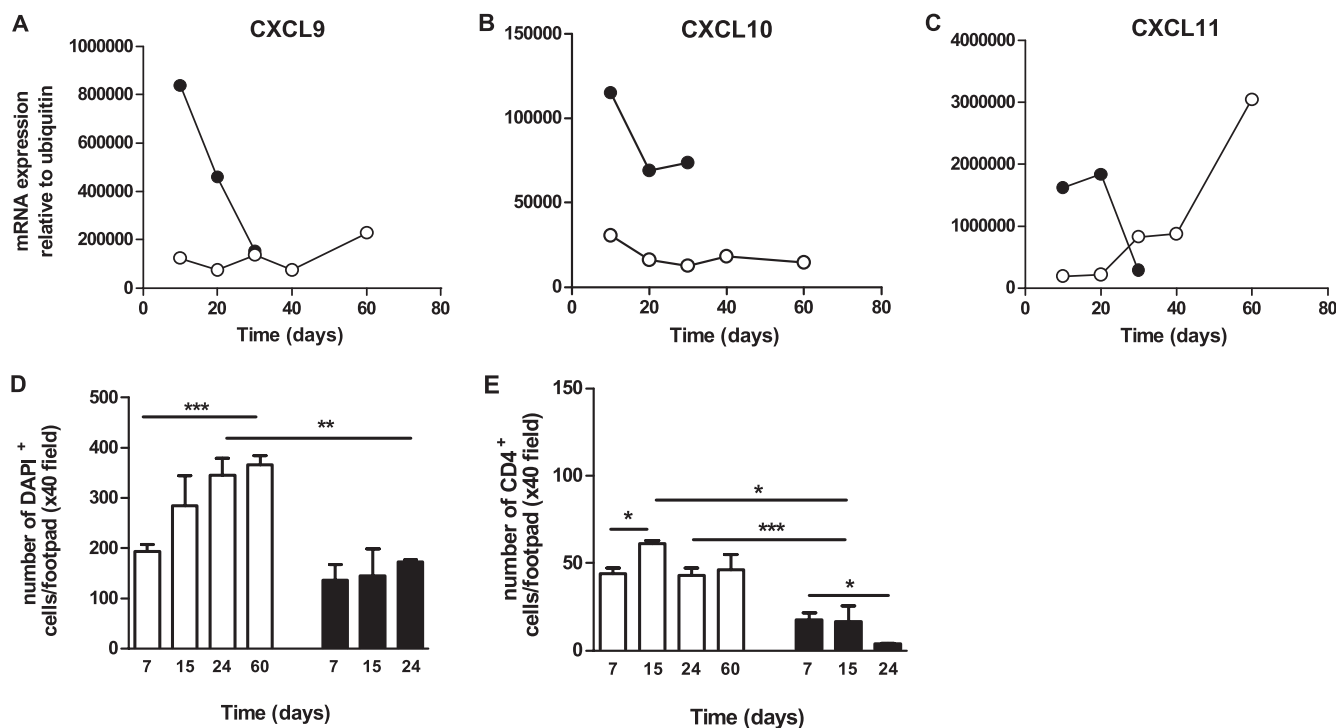 A
CXCL9
mRNA expression
relative to ubiquitin
1000000
800000
600000
400000
200000
0
0 20 40 60 80
Time (days)
B
CXCL10
150000
100000
50000
0
0 20 40 60 80
Time (days)
C
CXCL11
4000000
3000000
2000000
1000000
0
0 20 40 60 80
Time (days)
D
number of DAPI +
cells/footpad (x40 field)
500
400
300
200
100
0
***
**
7 15 24 60 7 15 24
Time (days)
E
number of CD4 +
cells/footpad (x40 field)
150
100
50
0
*
*
***
*
7 15 24 60 7 15 24
Time (days)